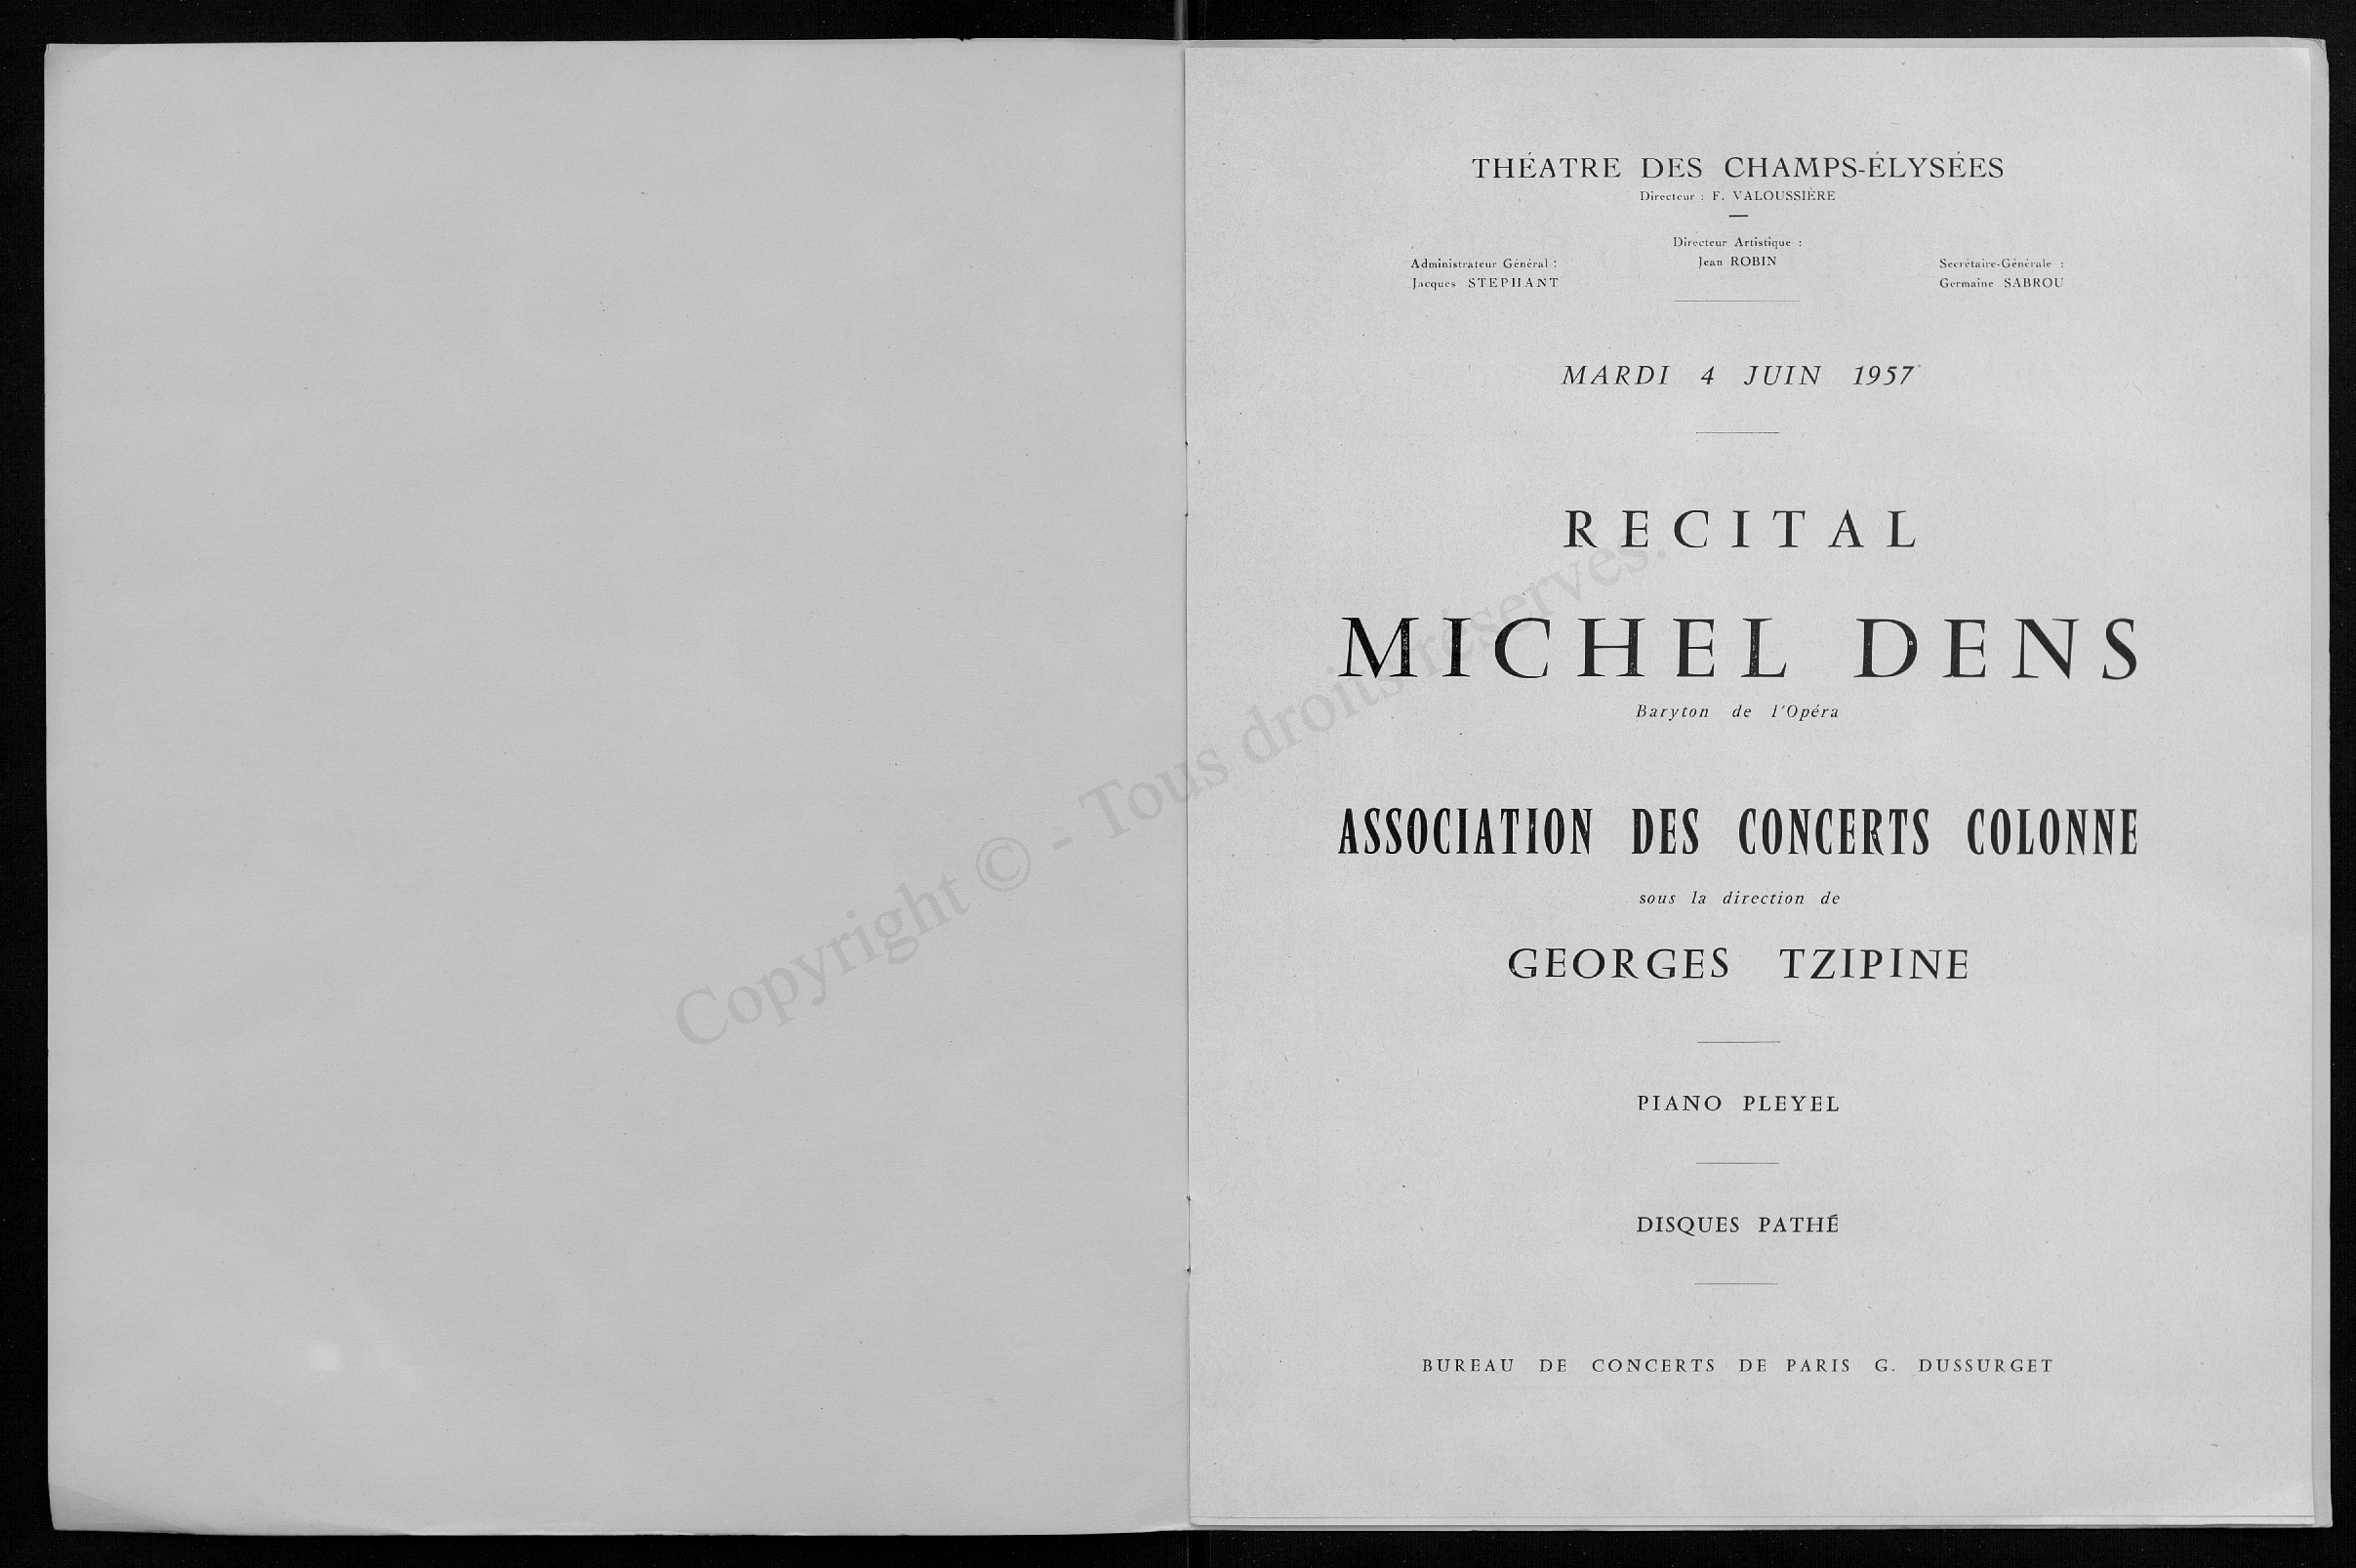 THÉATRE DES CHAMPS-ÉLYSÉES
Directeur : F. VALOUSSIÈRE
Directeur Artistique :
Jean ROBIN
Administrateur Général :
Jacques STEPHANT
Secrétaire-Générale :
Germaine SABROU
MARDI 4 JUIN 1957
RECITAL
MICHEL DENS
Baryton de l'Opéra
ASSOCIATION DES CONCERTS COLONNE
sous la direction de
GEORGES TZIPINE
PIANO PLEYEL
DISQUES PATHÉ
BUREAU DE CONCERTS DE PARIS G. DUSSURGET
Copyright © - Tous droits réservés.